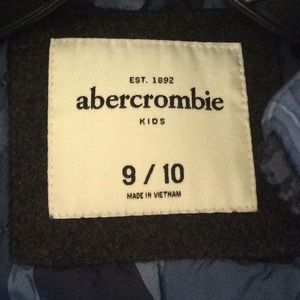 EST. 1892
abercrombie
KIDS
9 / 10
MADE IN VIETNAM